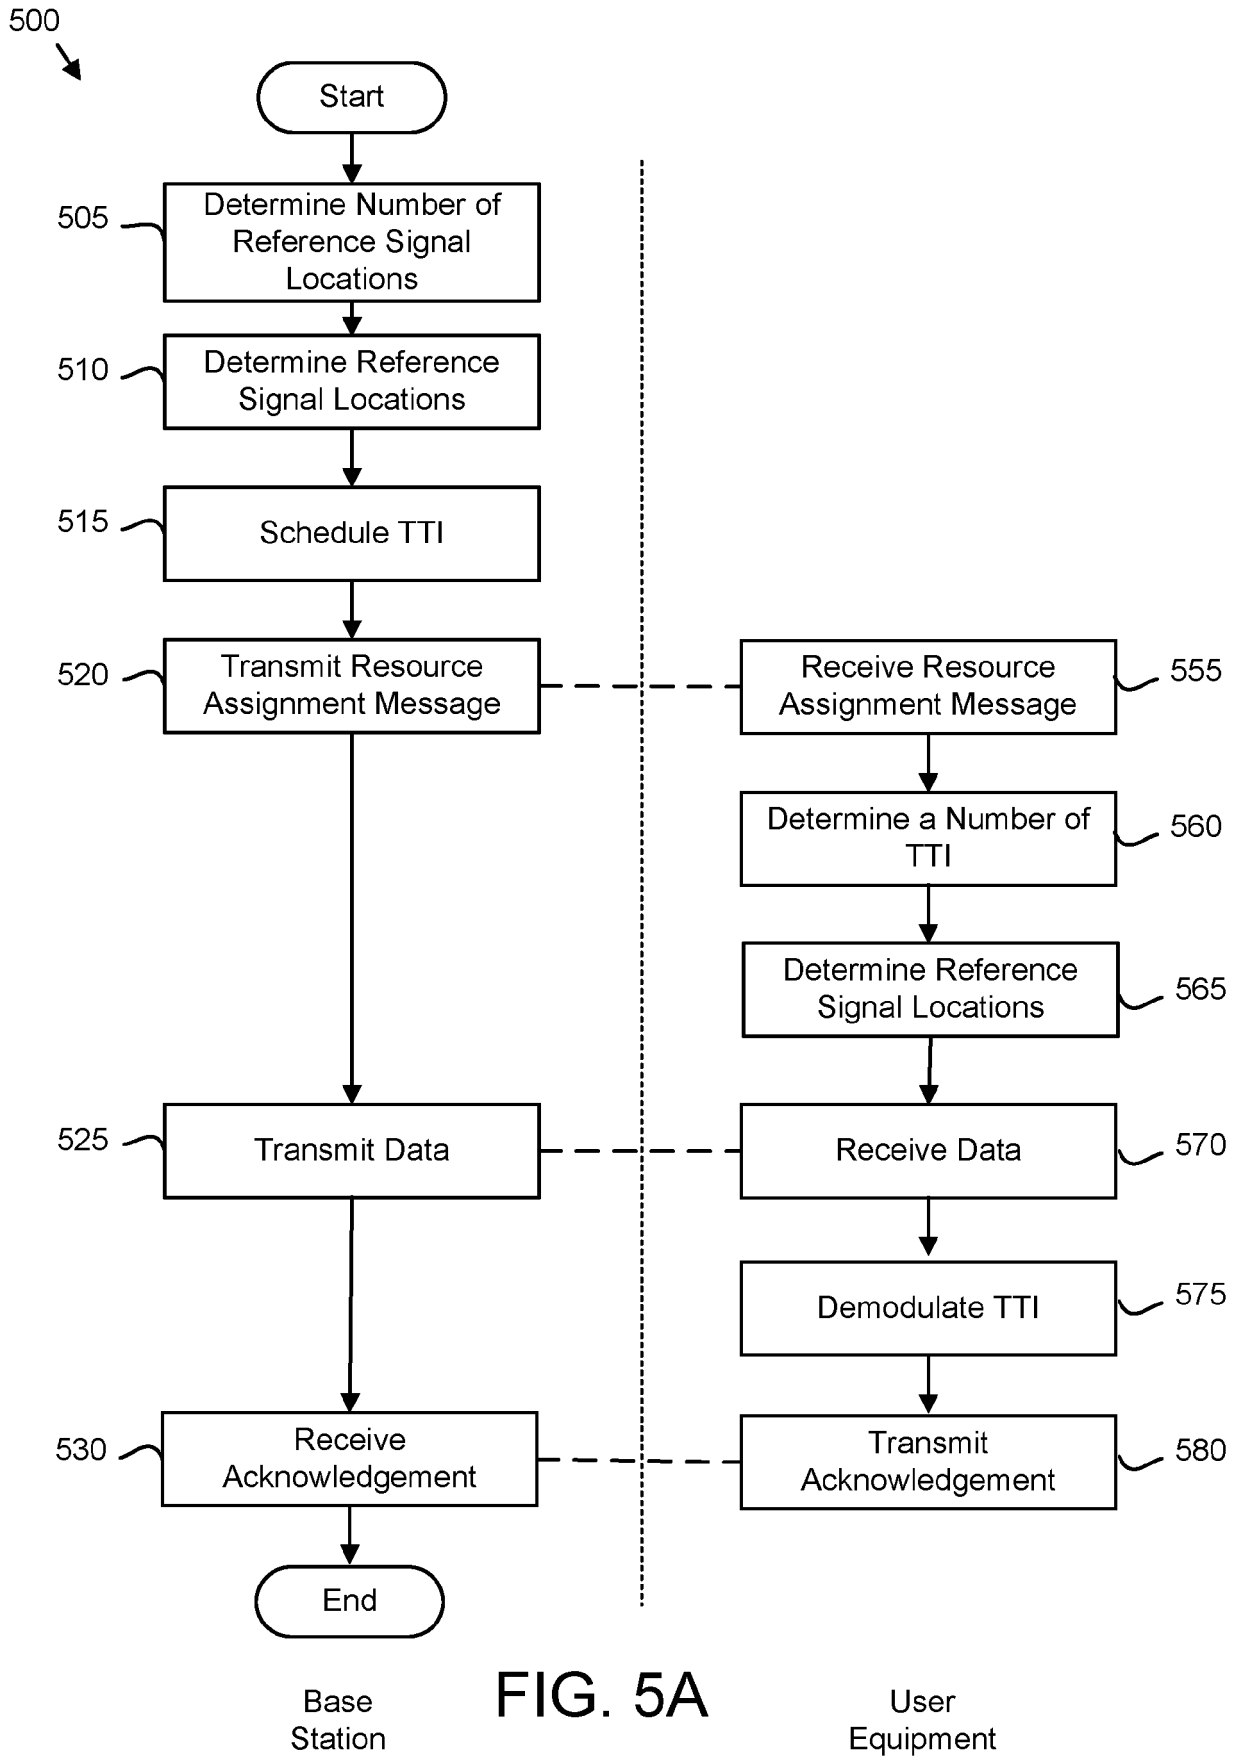 500
Start
505
Determine Number of
Reference Signal
Locations
510
Determine Reference
Signal Locations
515
Schedule TTI
520
Transmit Resource
Assignment Message
Receive Resource
Assignment Message
555
Determine a Number of
TTI
560
Determine Reference
Signal Locations
565
525
Transmit Data
Receive Data
570
Demodulate TTI
575
530
Receive
Acknowledgement
Transmit
Acknowledgement
580
End
Base
Station
FIG. 5A
User
Equipment